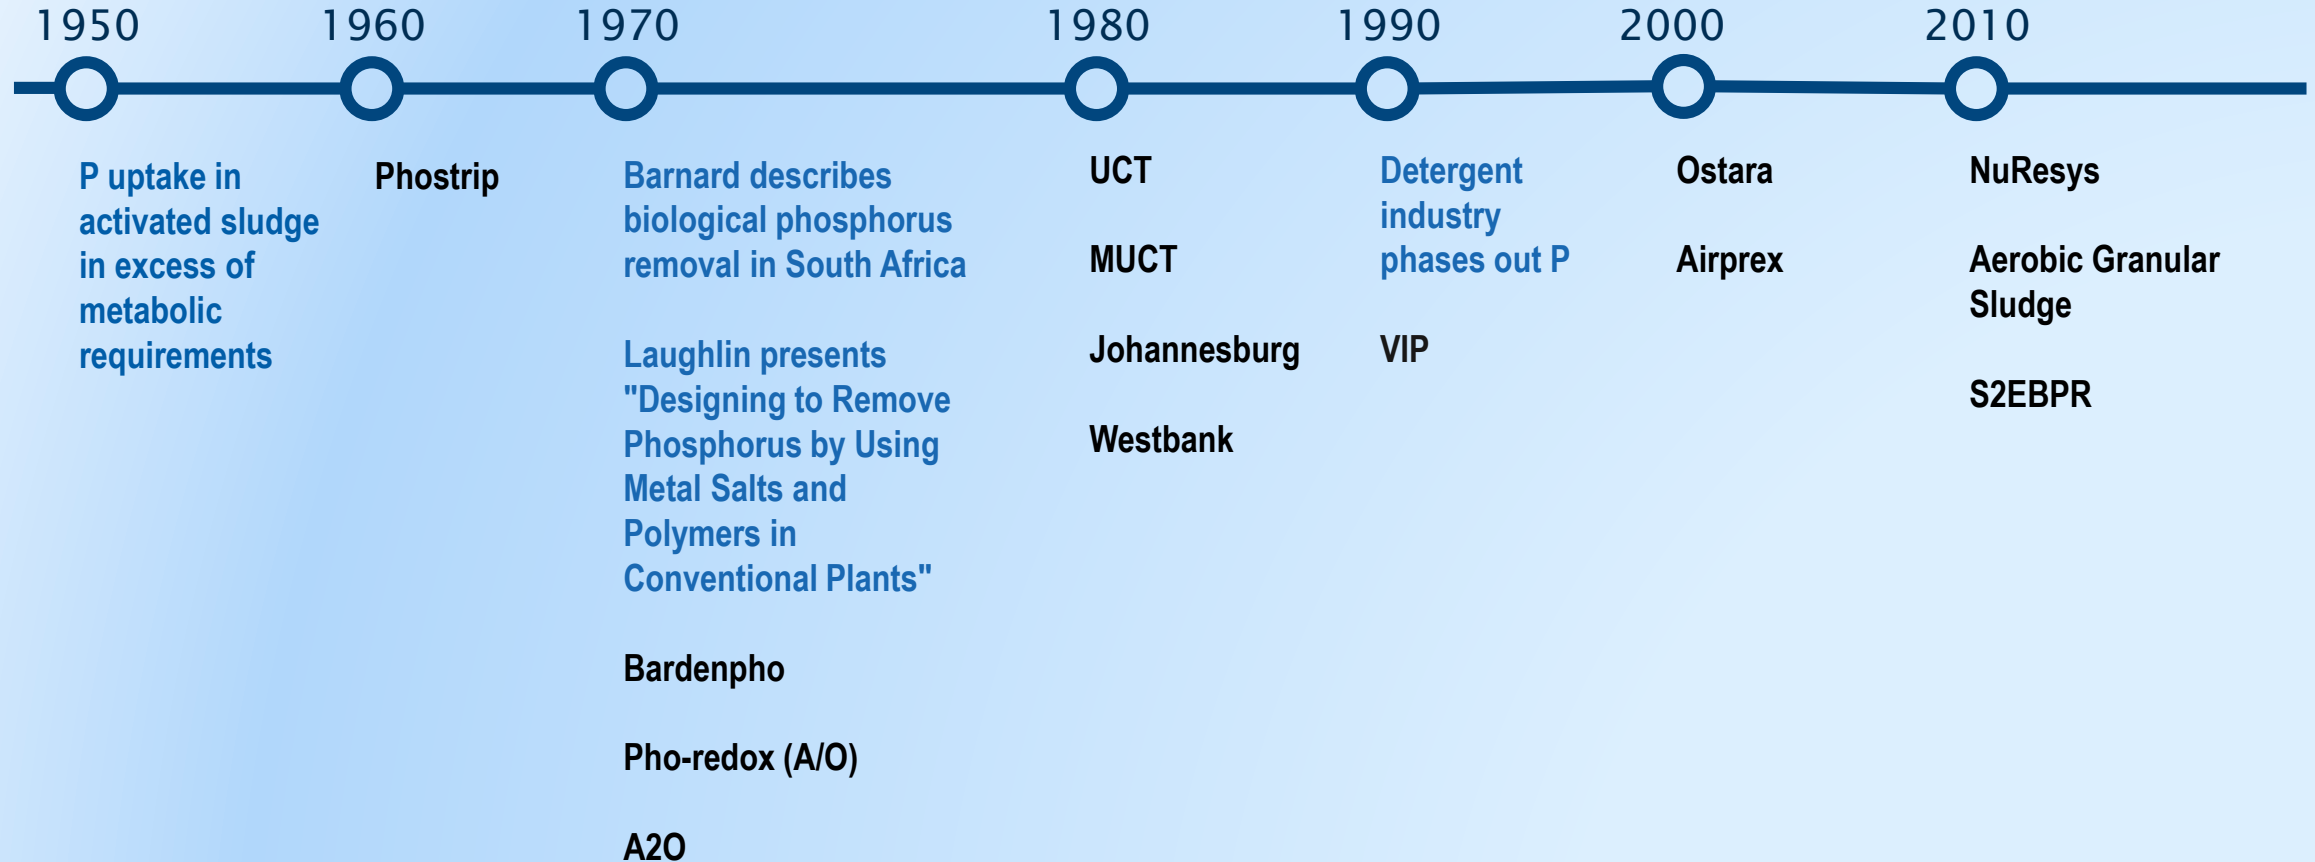 1950
1960
1970
1980
1990
2000
2010
P uptake in
activated sludge
in excess of
metabolic
requirements
Phostrip
Barnard describes
biological phosphorus
removal in South Africa
Laughlin presents
"Designing to Remove
Phosphorus by Using
Metal Salts and
Polymers in
Conventional Plants"
Bardenpho
Pho-redox (A/O)
A2O
UCT
MUCT
Johannesburg
Westbank
Detergent
industry
phases out P
VIP
Ostara
Airprex
NuResys
Aerobic Granular
Sludge
S2EBPR